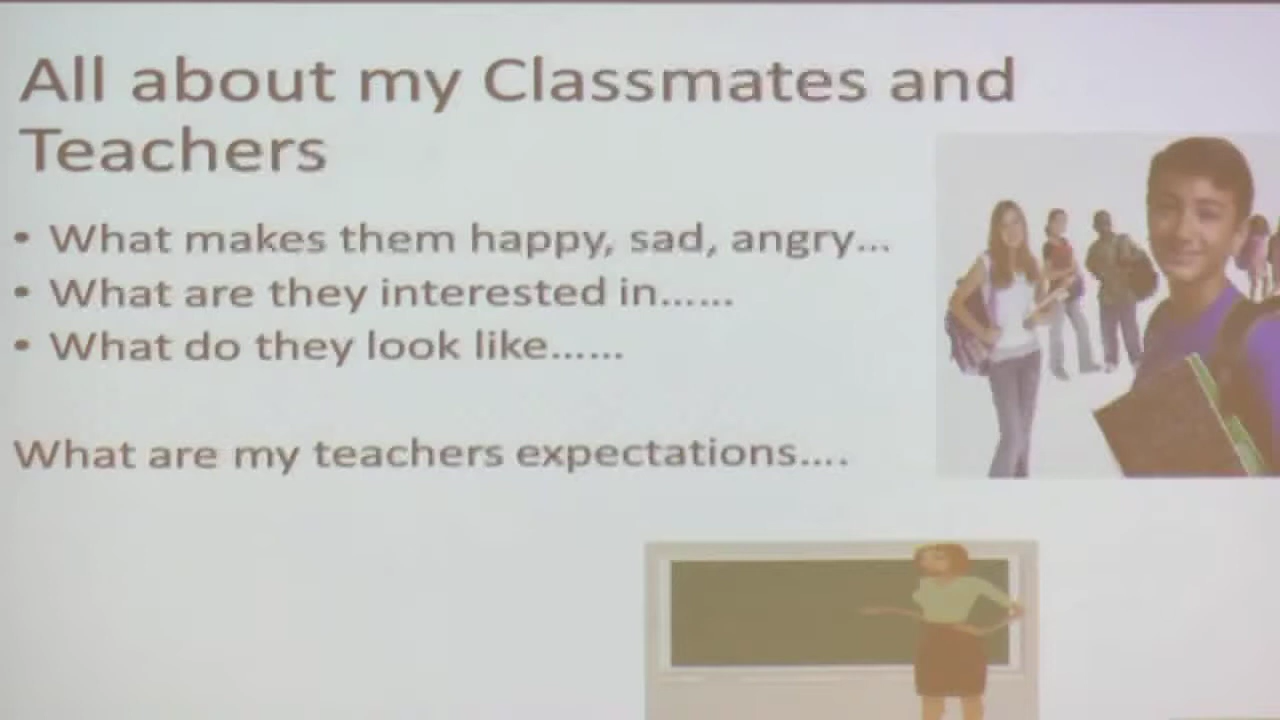 All about my Classmates and
Teachers
• What makes them happy, sad, angry...
• What are they interested in......
• What do they look like......
What are my teachers expectations....